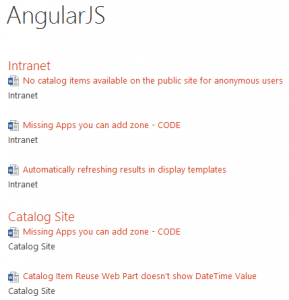 AngularJS
Intranet
No catalog items available on the public site for anonymous users
Intranet
Missing Apps you can add zone - CODE
Intranet
Automatically refreshing results in display templates
Intranet
Catalog Site
Missing Apps you can add zone - CODE
Catalog Site
Catalog Item Reuse Web Part doesn't show DateTime Value
Catalog Site